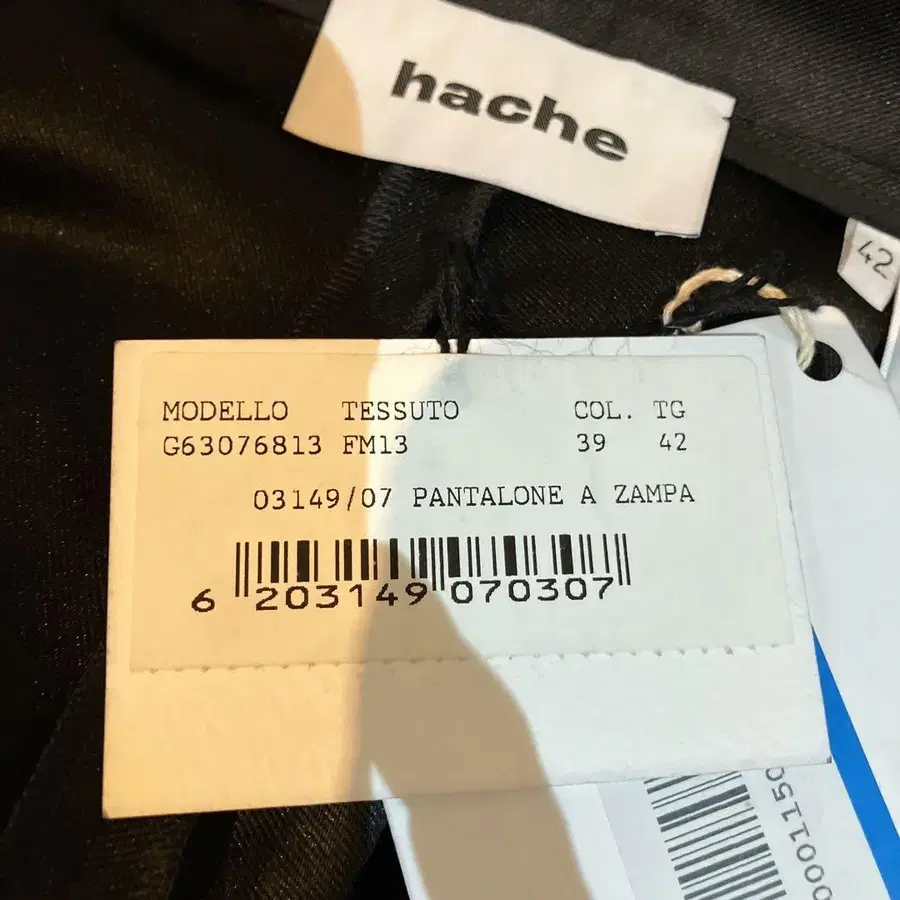 hache
42
MODELLO TESSUTO COL. TG
G63076813 FM13 39 42
03149/07 PANTALONE A ZAMPA
6 203149 070307